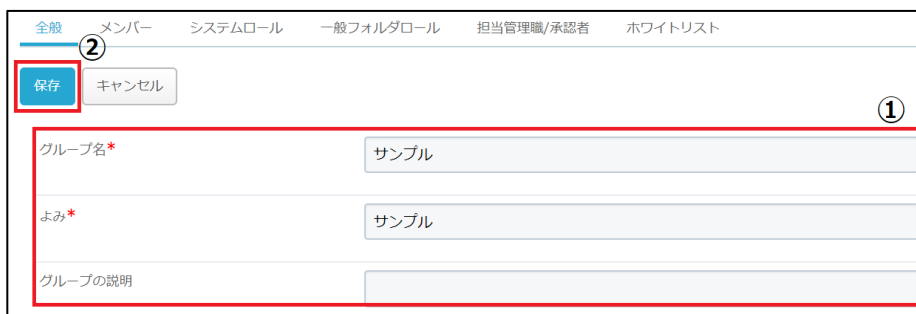 全般 メンバー システムロール 一般フォルダロール 担当管理職/承認者 ホワイトリスト
②
保存 キャンセル
①
グループ名* サンプル
よみ* サンプル
グループの説明